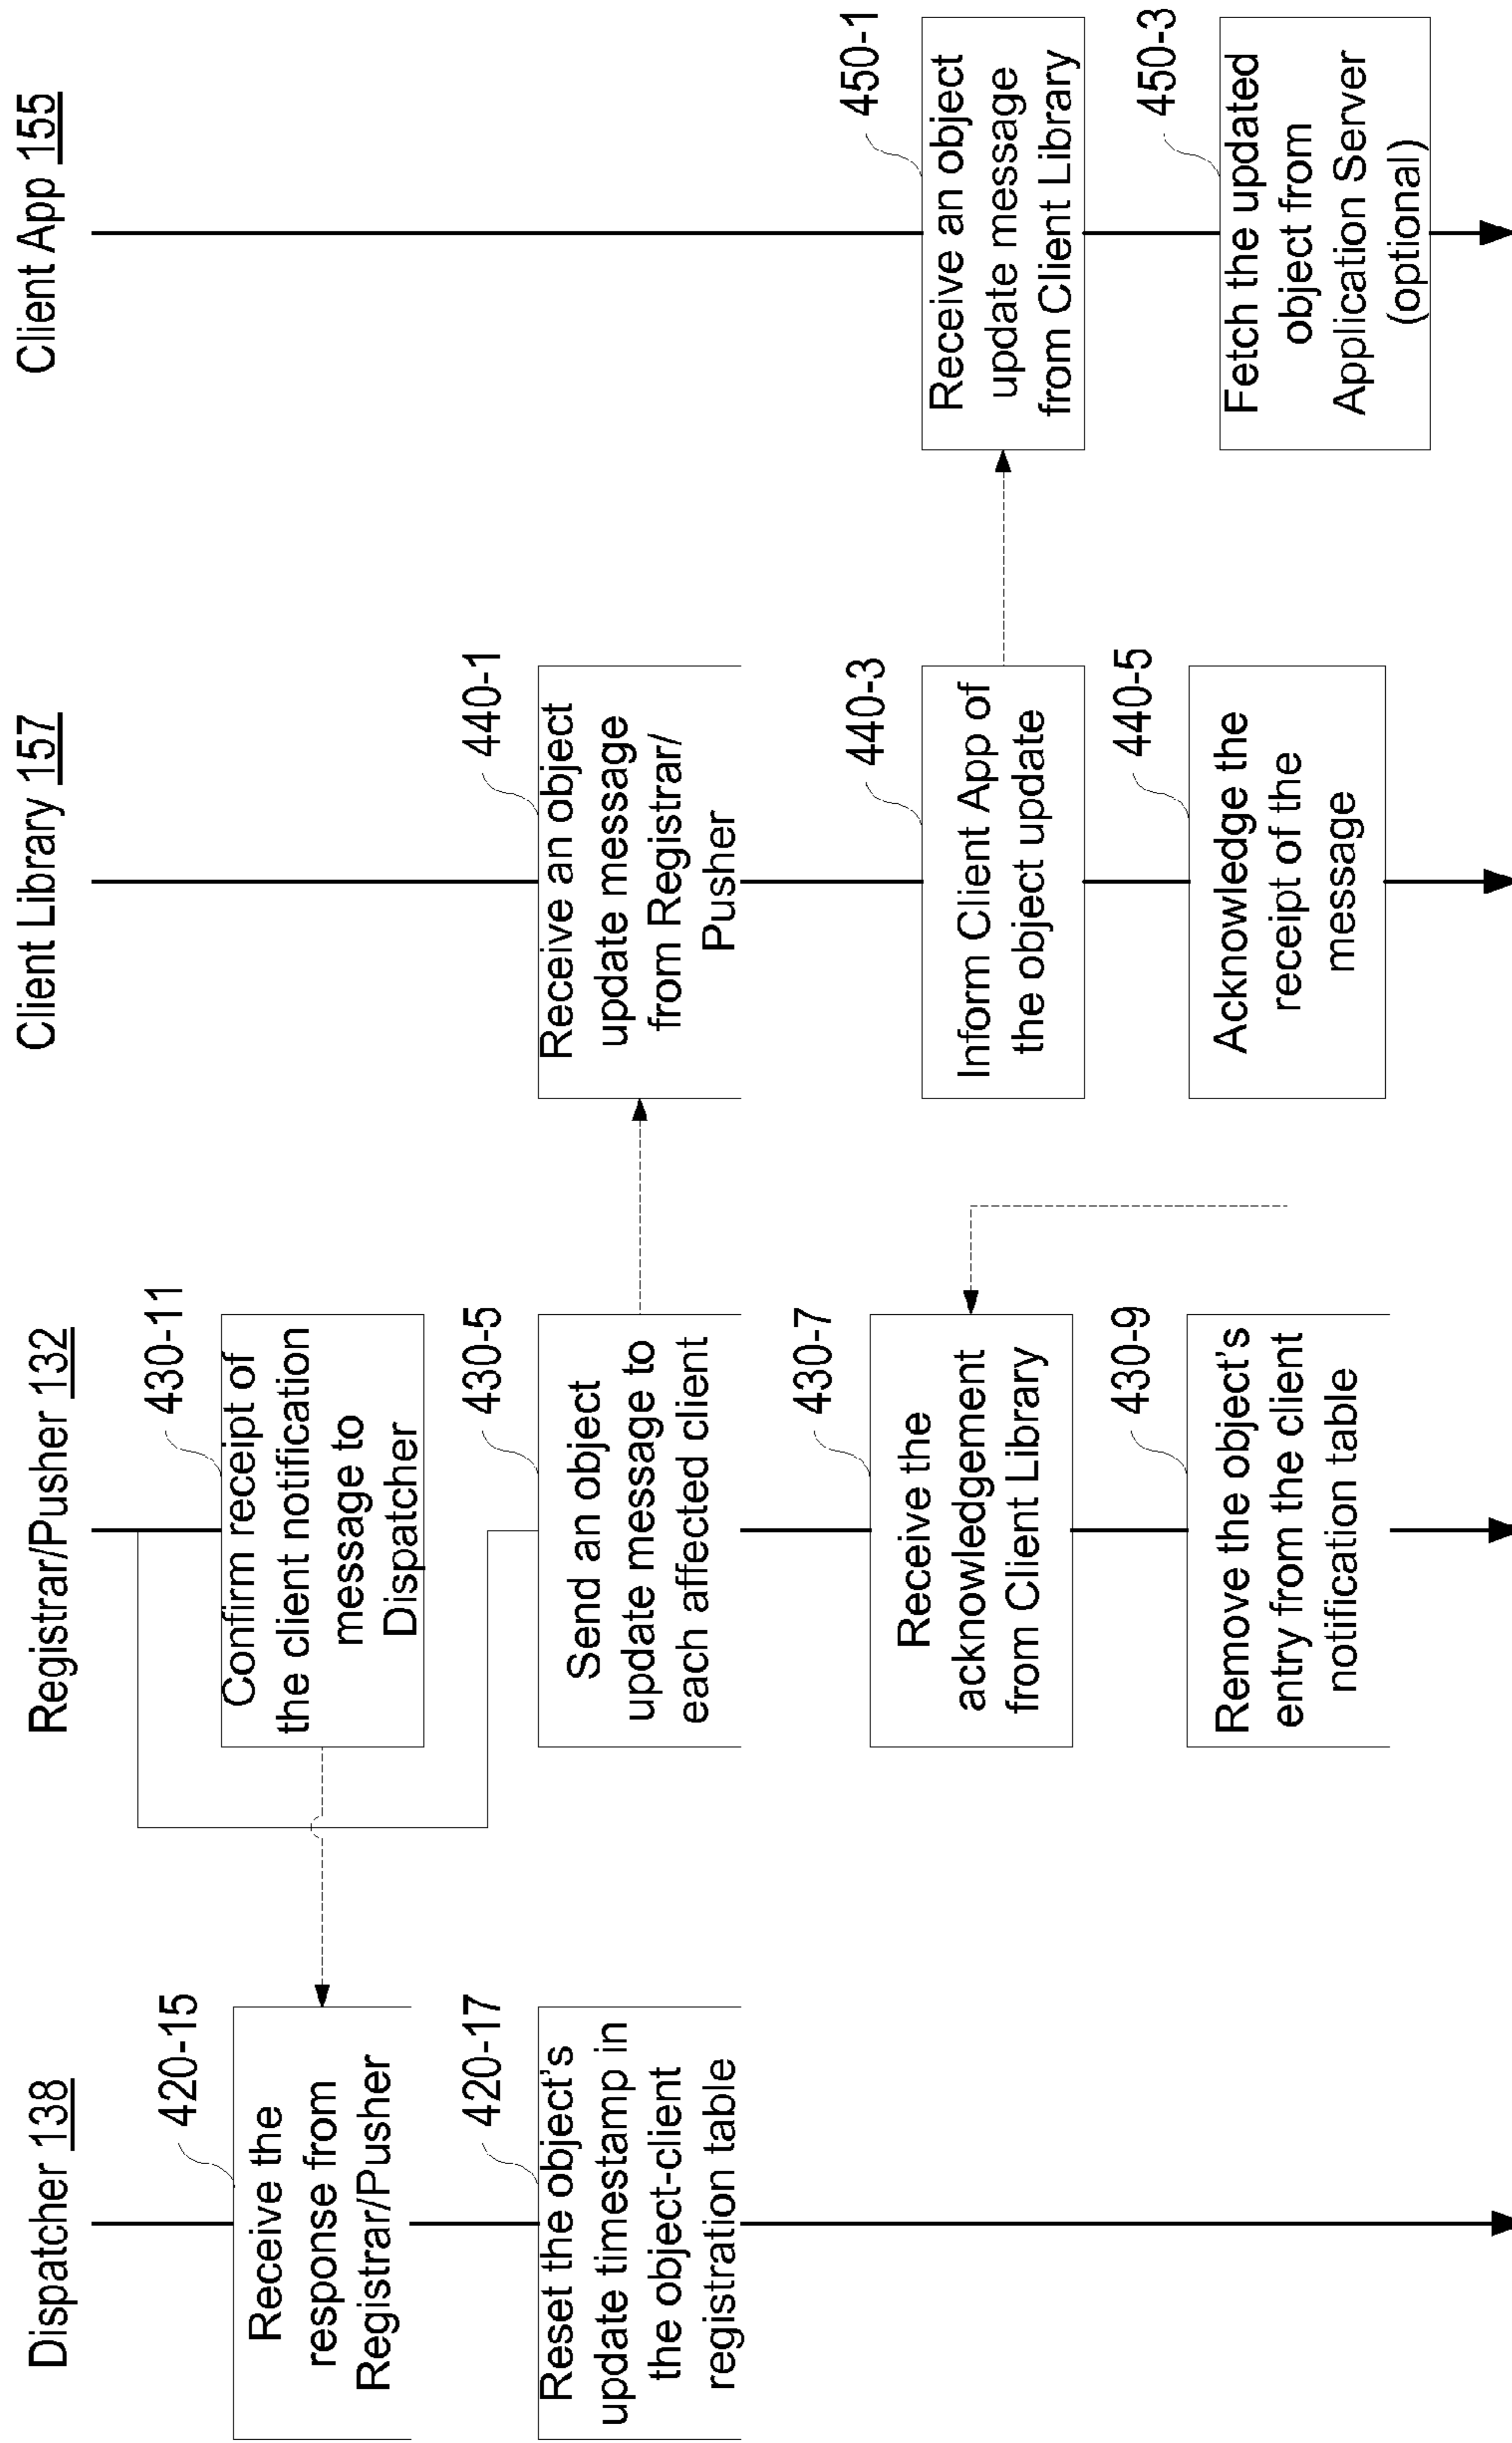 Dispatcher 138
420-15
Receive the
response from
Registrar/Pusher
420-17
Reset the object's
update timestamp in
the object-client
registration table
Registrar/Pusher 132
430-11
Confirm receipt of
the client notification
message to
Dispatcher
430-5
Send an object
update message to
each affected client
430-7
Receive the
acknowledgement
from Client Library
430-9
Remove the object's
entry from the client
notification table
Client Library 157
440-1
Receive an object
update message
from Registrar/
Pusher
440-3
Inform Client App of
the object update
440-5
Acknowledge the
receipt of the
message
Client App 155
450-1
Receive an object
update message
from Client Library
450-3
Fetch the updated
object from
Application Server
(optional)